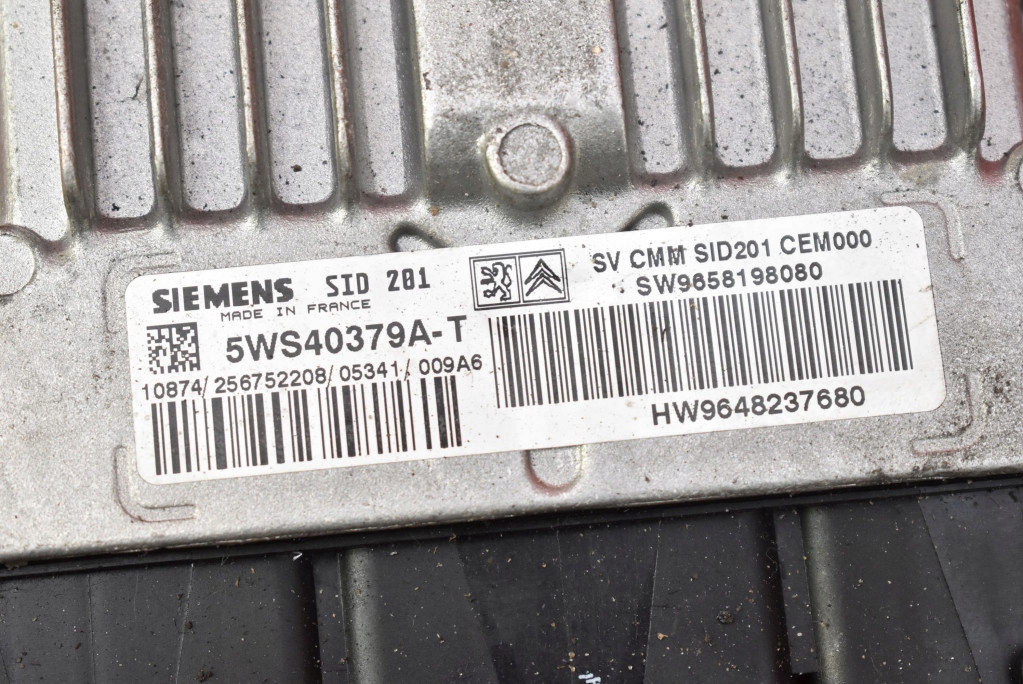 SIEMENS SID 201
MADE IN FRANCE
5WS40379A-T
10874/256752208/05341/009A6
SV CMM SID201 CEM000
SW9658198080
HW9648237680